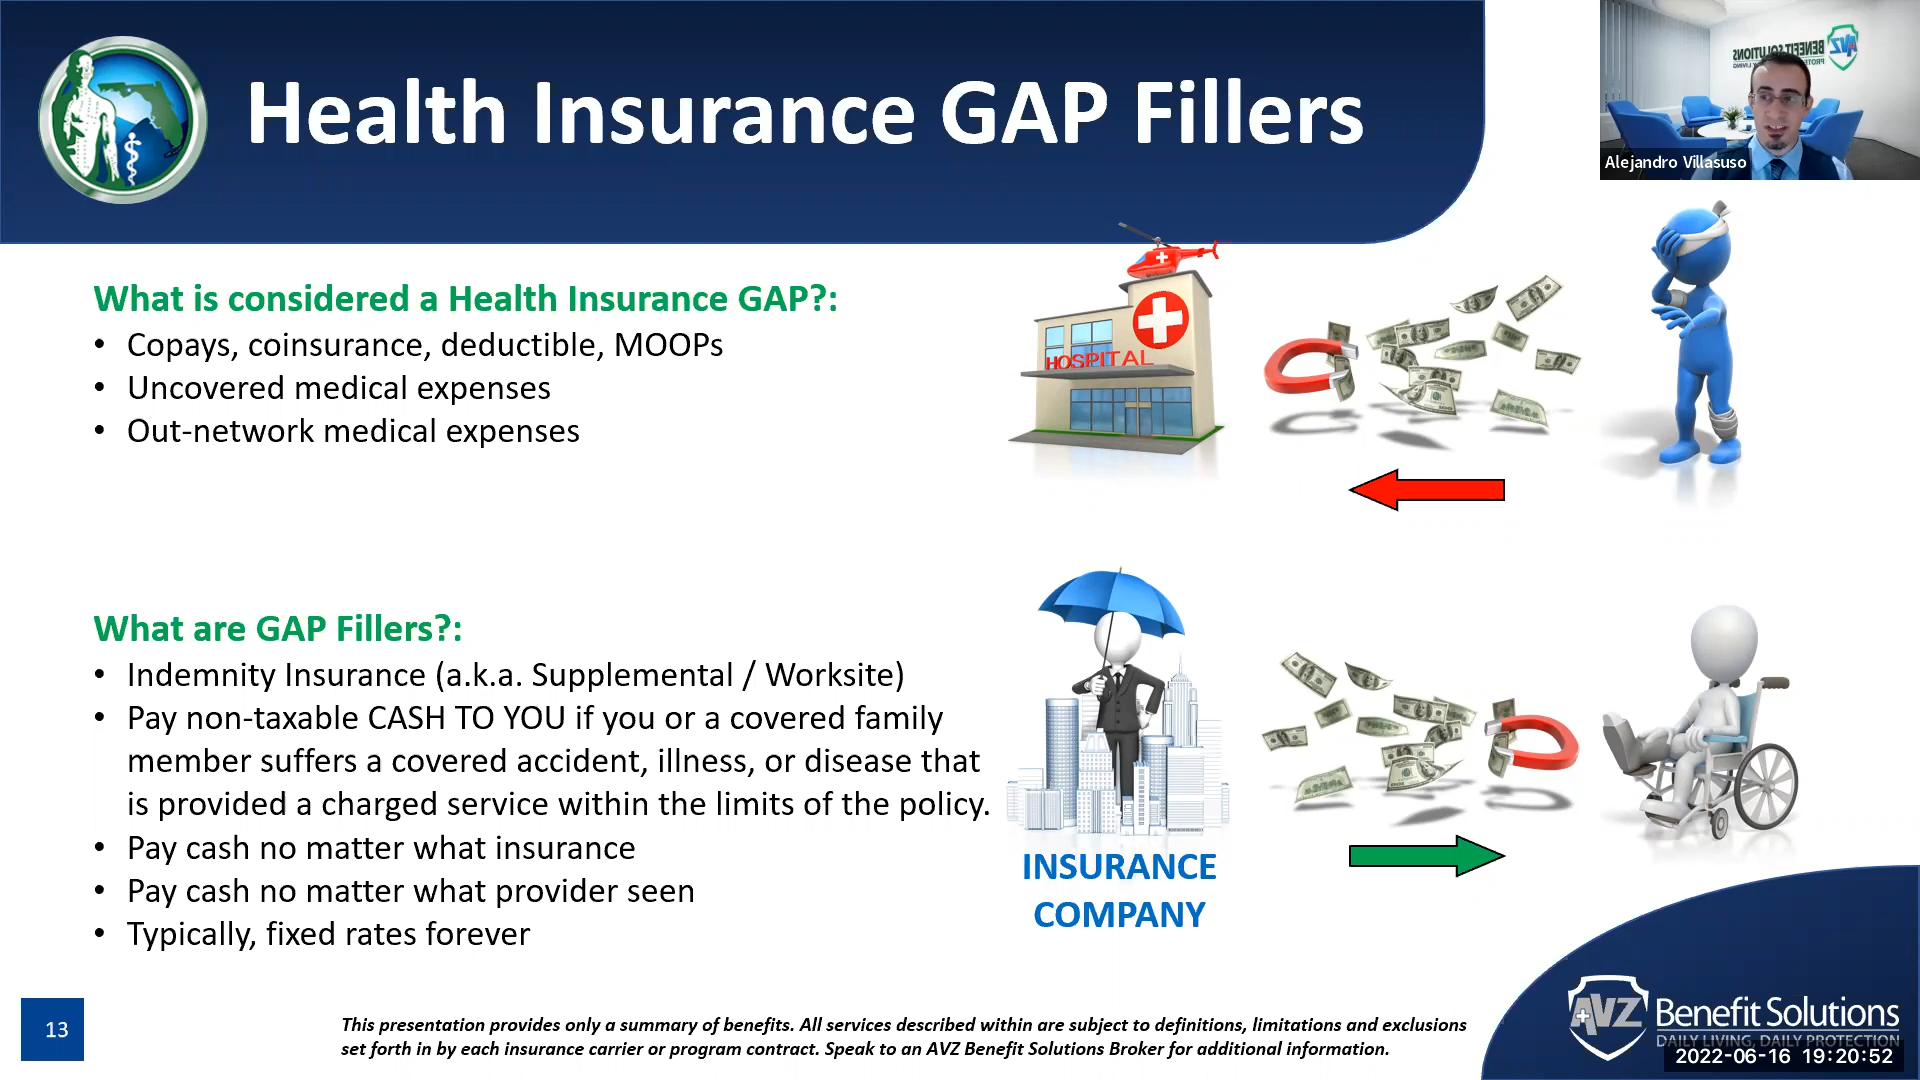 Health Insurance GAP Fillers
BENEFIT SOLUTIONS
Alejandro Villasuso
What is considered a Health Insurance GAP?:
• Copays, coinsurance, deductible, MOOPs
• Uncovered medical expenses
• Out-network medical expenses
HOSPITAL
What are GAP Fillers?:
• Indemnity Insurance (a.k.a. Supplemental / Worksite)
• Pay non-taxable CASH TO YOU if you or a covered family
member suffers a covered accident, illness, or disease that
is provided a charged service within the limits of the policy.
• Pay cash no matter what insurance
• Pay cash no matter what provider seen
• Typically, fixed rates forever
INSURANCE
COMPANY
13
This presentation provides only a summary of benefits. All services described within are subject to definitions, limitations and exclusions
set forth in by each insurance carrier or program contract. Speak to an AVZ Benefit Solutions Broker for additional information.
AVZ Benefit Solutions
DAILY LIVING, DAILY PROTECTION
2022-06-16 19:20:52